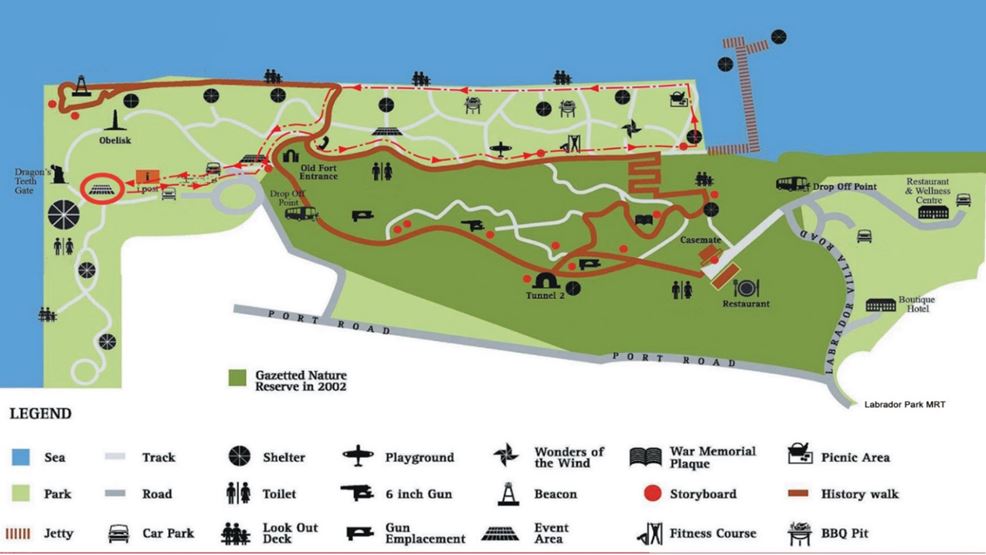 Obelisk
Dragon's
Teeth
Gate
i
post
Old Fort
Entrance
Drop Off
Point
Drop Off Point
Restaurant
& Wellness
Centre
Casemate
Tunnel 2
Restaurant
LABRADOR VILLA ROAD
Boutique
Hotel
PORT ROAD
PORT ROAD
Labrador Park MRT
Gazetted Nature
Reserve in 2002
LEGEND
Sea
Track
Shelter
Playground
Wonders of
the Wind
War Memorial
Plaque
Picnic Area
Park
Road
Toilet
6 inch Gun
Beacon
Storyboard
History walk
Jetty
Car Park
Look Out
Deck
Gun
Emplacement
Event
Area
Fitness Course
BBQ Pit